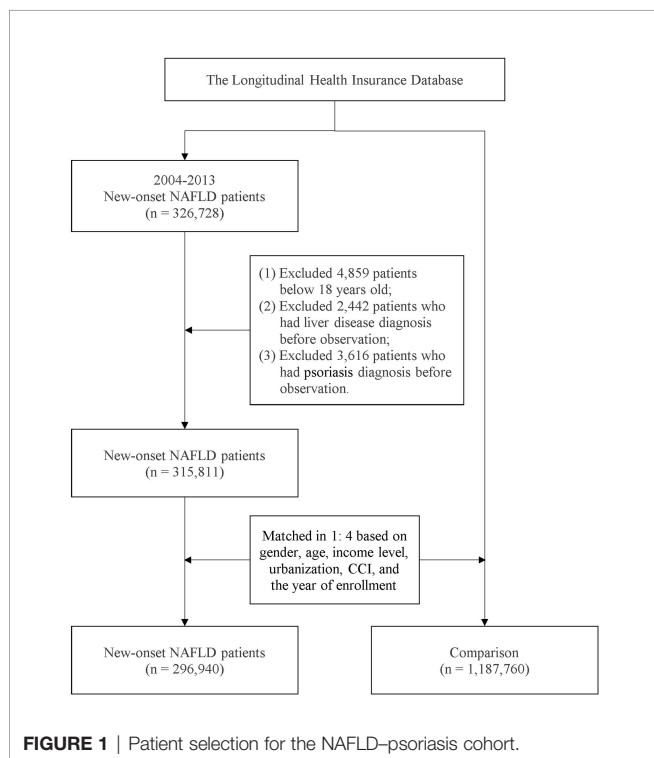 The Longitudinal Health Insurance Database
2004-2013
New-onset NAFLD patients
(n = 326,728)
(1) Excluded 4,859 patients
below 18 years old;
(2) Excluded 2,442 patients who
had liver disease diagnosis
before observation;
(3) Excluded 3,616 patients who
had psoriasis diagnosis before
observation.
New-onset NAFLD patients
(n = 315,811)
Matched in 1: 4 based on
gender, age, income level,
urbanization, CCI, and
the year of enrollment
New-onset NAFLD patients
(n = 296,940)
Comparison
(n = 1,187,760)
FIGURE 1 | Patient selection for the NAFLD–psoriasis cohort.